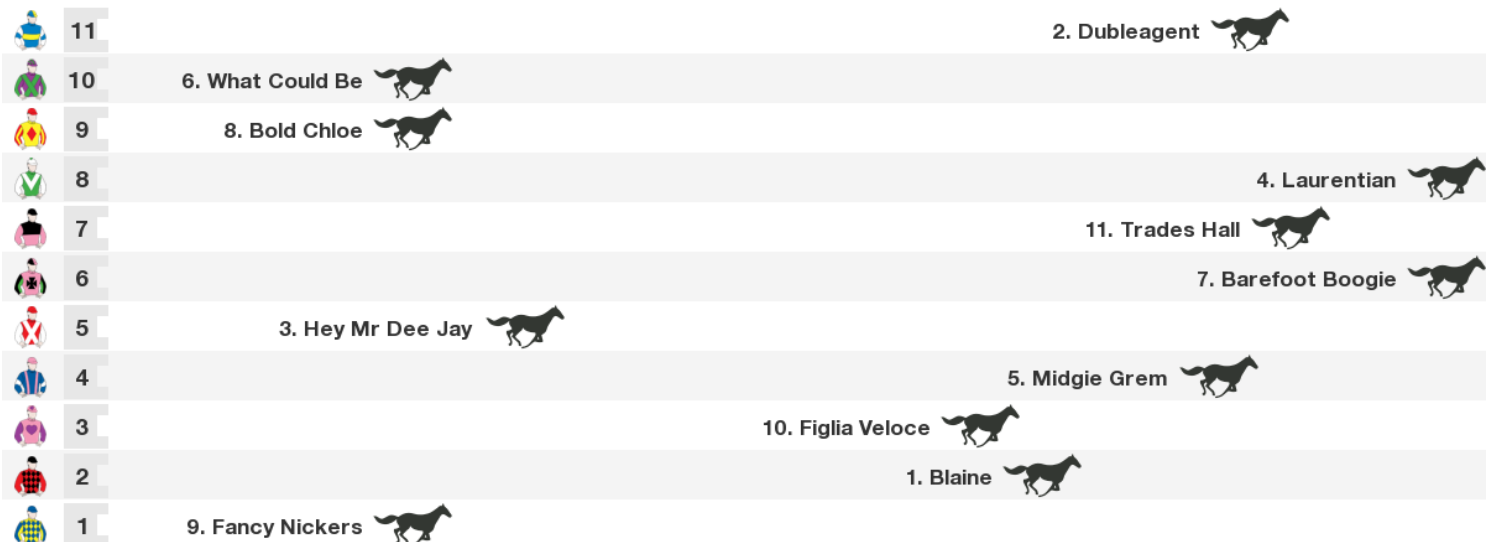 11 2. Dubleagent
10 6. What Could Be
9 8. Bold Chloe
8 4. Laurentian
7 11. Trades Hall
6 7. Barefoot Boogie
5 3. Hey Mr Dee Jay
4 5. Midgie Grem
3 10. Figlia Veloce
2 1. Blaine
1 9. Fancy Nickers